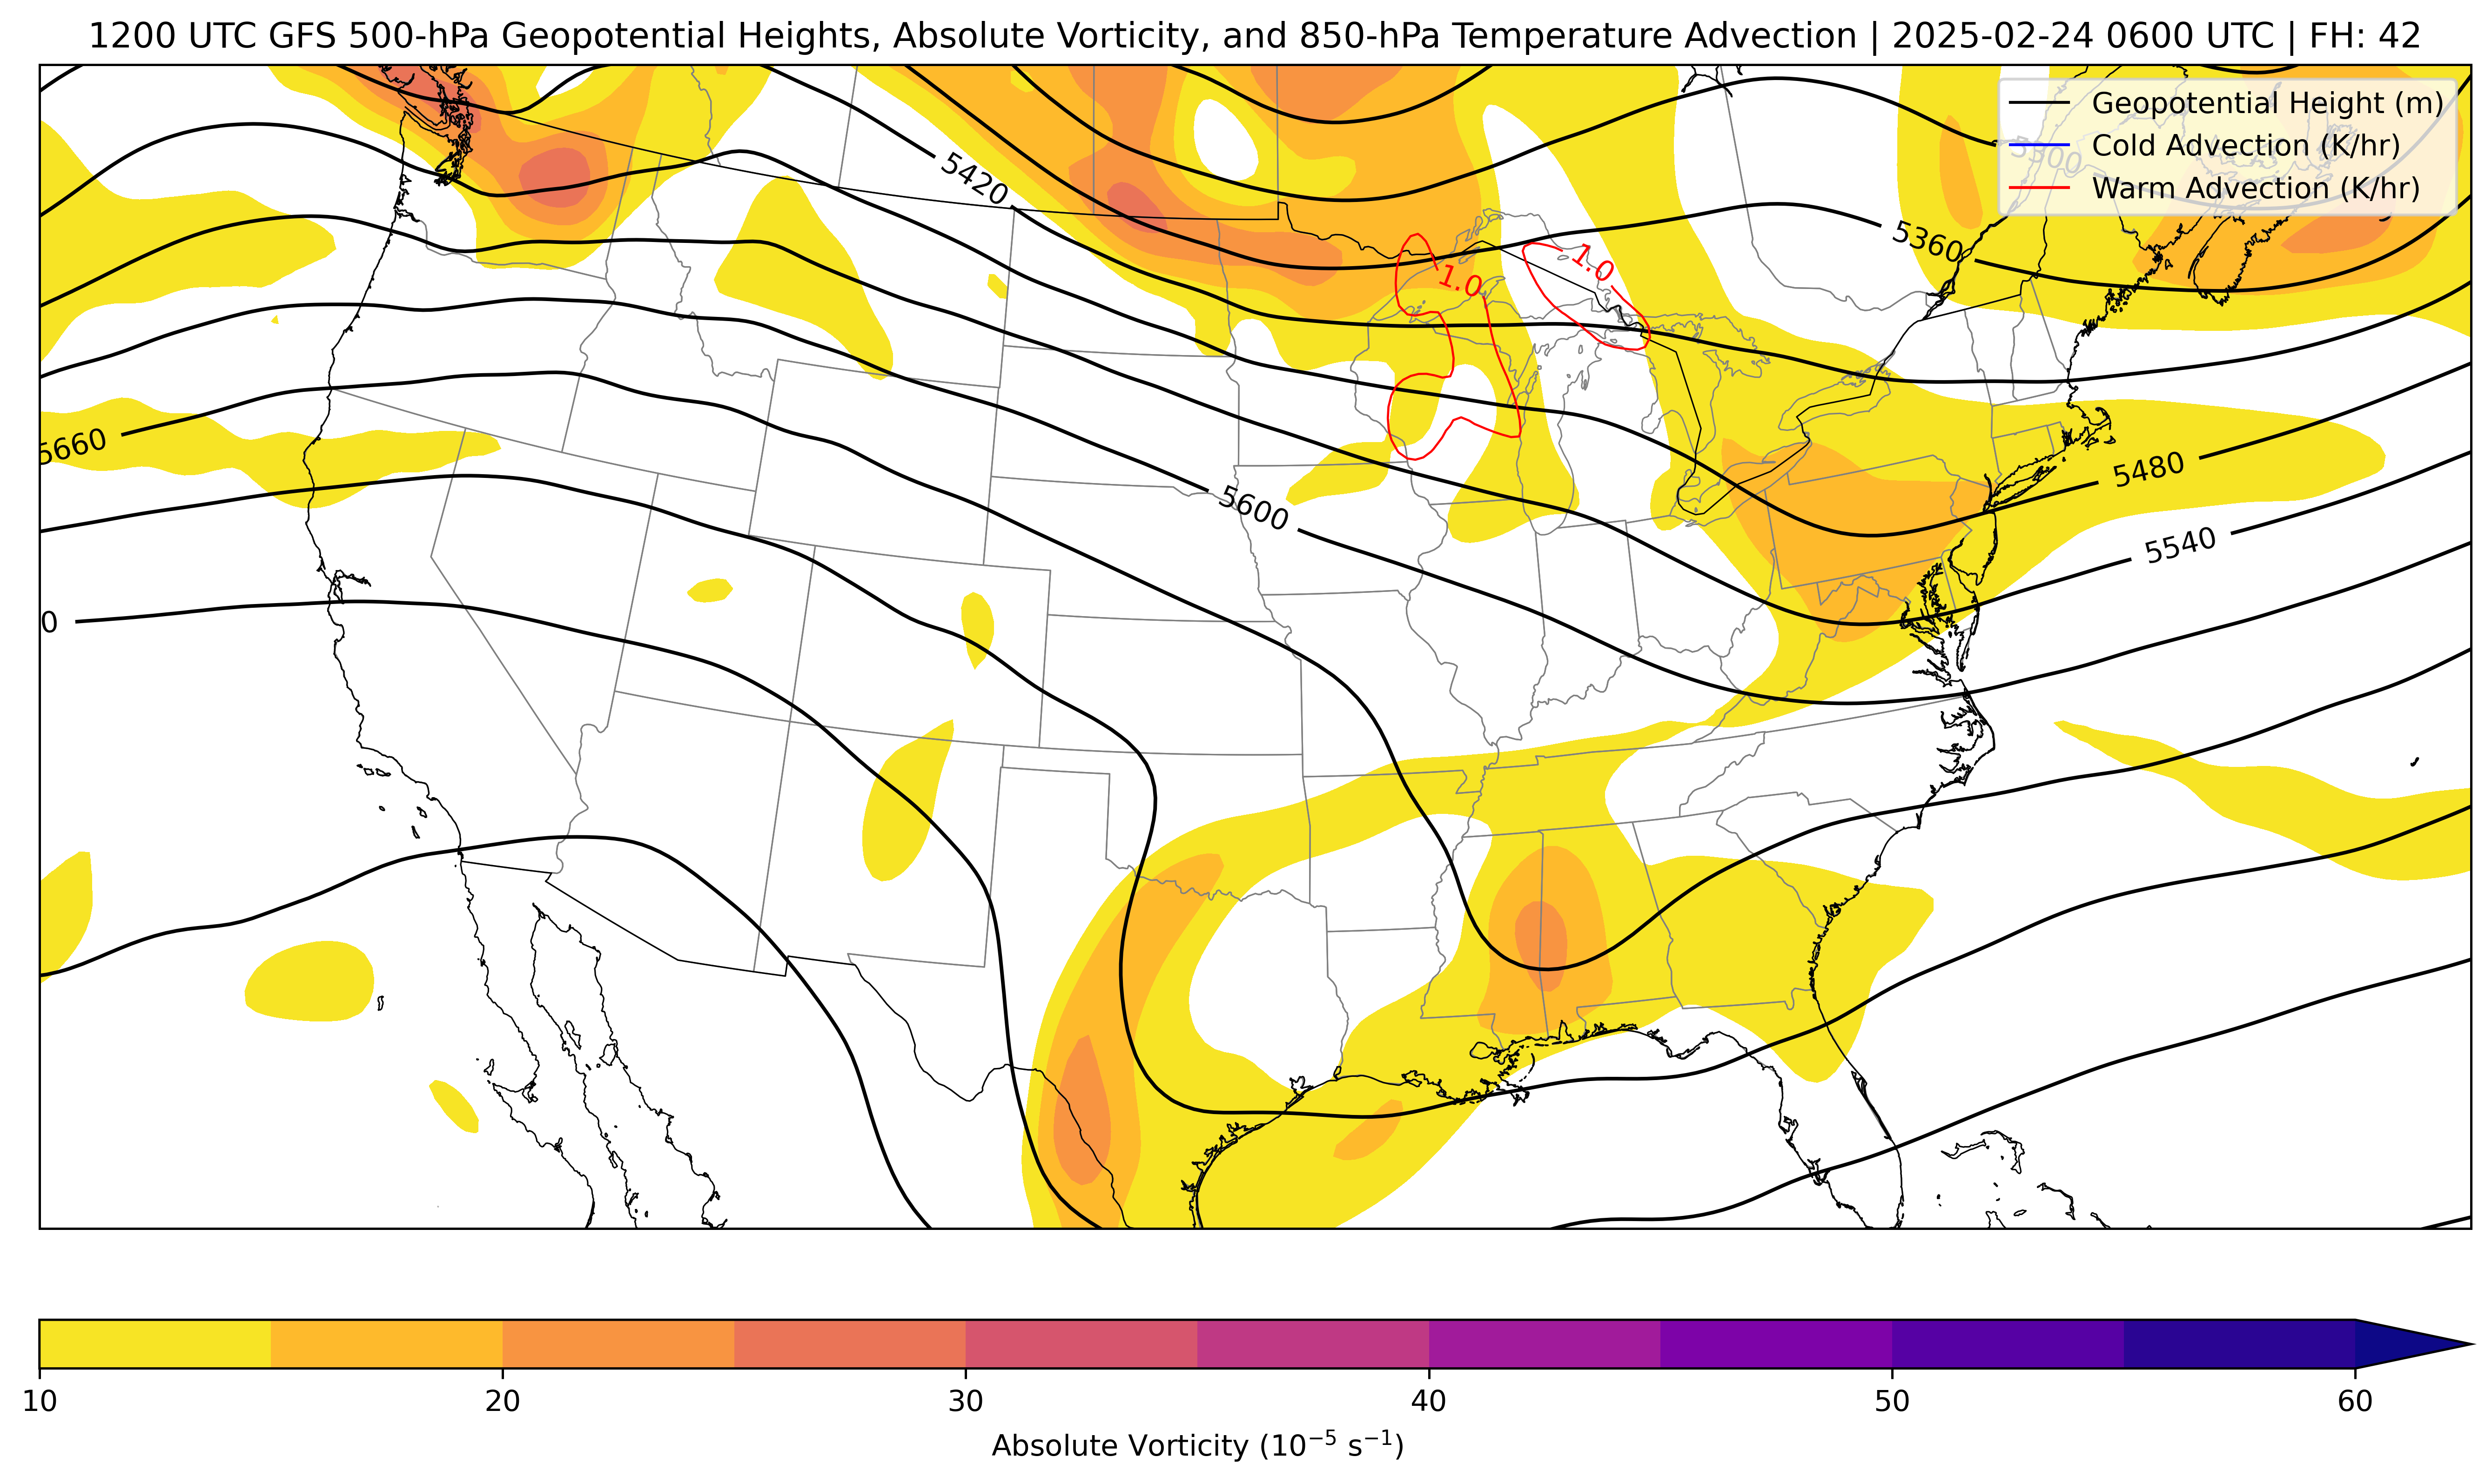 1200 UTC GFS 500-hPa Geopotential Heights, Absolute Vorticity, and 850-hPa Temperature Advection | 2025-02-24 0600 UTC | FH: 42
Geopotential Height (m)
Cold Advection (K/hr)
Warm Advection (K/hr)
5300
5420
5360
1.0
1.0
5660
5480
5600
5540
0
10 20 30 40 50 60
Absolute Vorticity (10⁻⁵ s⁻¹)